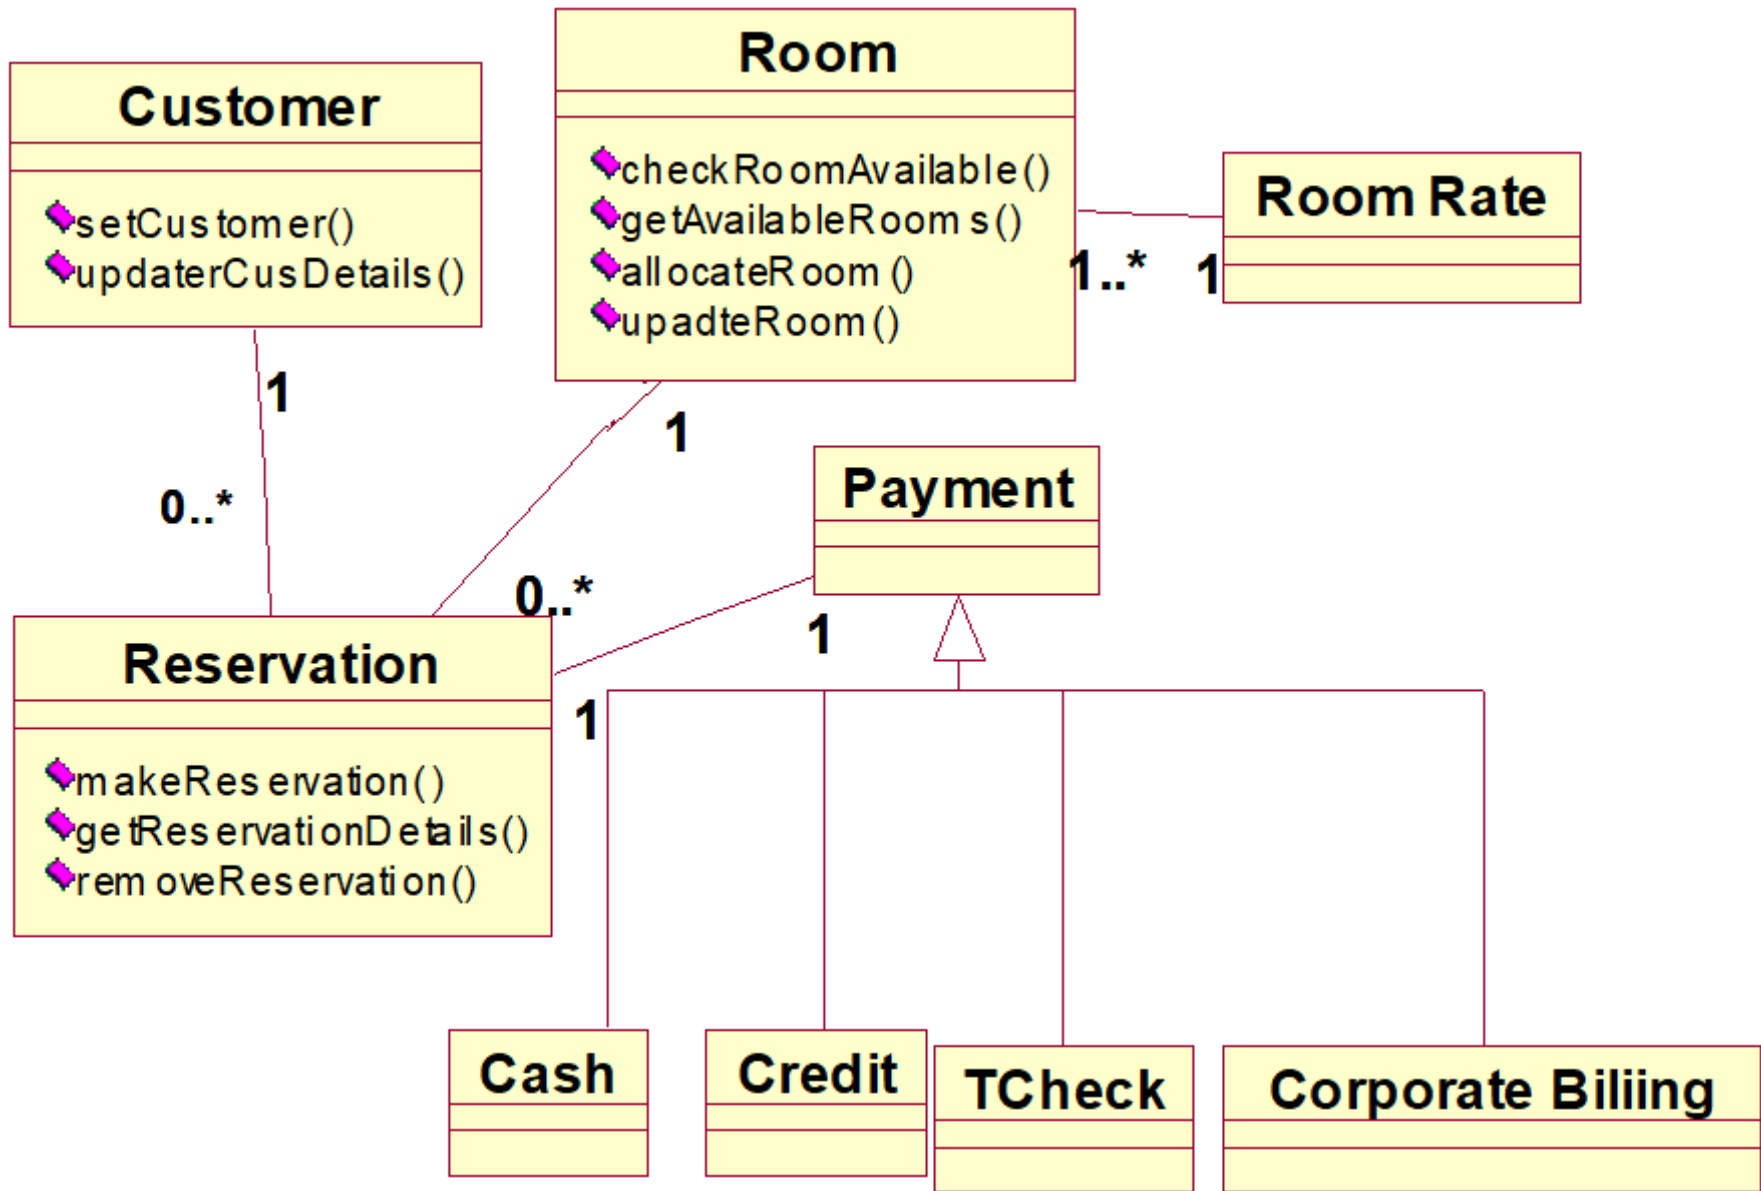 Customer
setCustomer()
updaterCusDetails()
Room
checkRoomAvailable()
getAvailableRooms()
allocateRoom()
upadteRoom()
Room Rate
1..*
1
1
1
0..*
0..*
Payment
1
1
Reservation
makeReservation()
getReservationDetails()
removeReservation()
Cash
Credit
TCheck
Corporate Biliing